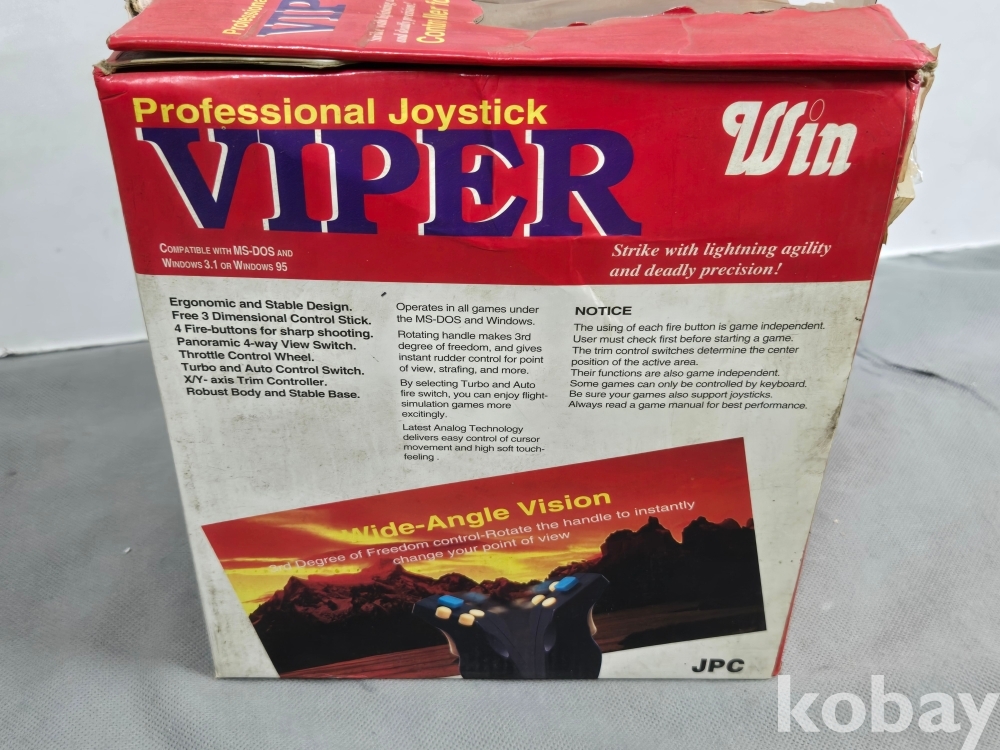 Professional
VIP
Strike with lightning
and deadly
Controller fo
Professional Joystick
VIPER
Win
COMPATIBLE WITH MS-DOS AND
WINDOWS 3.1 OR WINDOWS 95
Strike with lightning agility
and deadly precision!
Ergonomic and Stable Design.
Free 3 Dimensional Control Stick.
4 Fire-buttons for sharp shooting.
Panoramic 4-way View Switch.
Throttle Control Wheel.
Turbo and Auto Control Switch.
X/Y- axis Trim Controller.
Robust Body and Stable Base.
Operates in all games under
the MS-DOS and Windows.
Rotating handle makes 3rd
degree of freedom, and gives
instant rudder control for point
of view, strafing, and more.
By selecting Turbo and Auto
fire switch, you can enjoy flight-
simulation games more
excitingly.
Latest Analog Technology
delivers easy control of cursor
movement and high soft touch-
feeling .
NOTICE
The using of each fire button is game independent.
User must check first before starting a game.
The trim control switches determine the center
position of the active area.
Their functions are also game independent.
Some games can only be controlled by keyboard.
Be sure your games also support joysticks.
Always read a game manual for best performance.
Wide-Angle Vision
3rd Degree of Freedom control-Rotate the handle to instantly
change your point of view
JPC
kobay